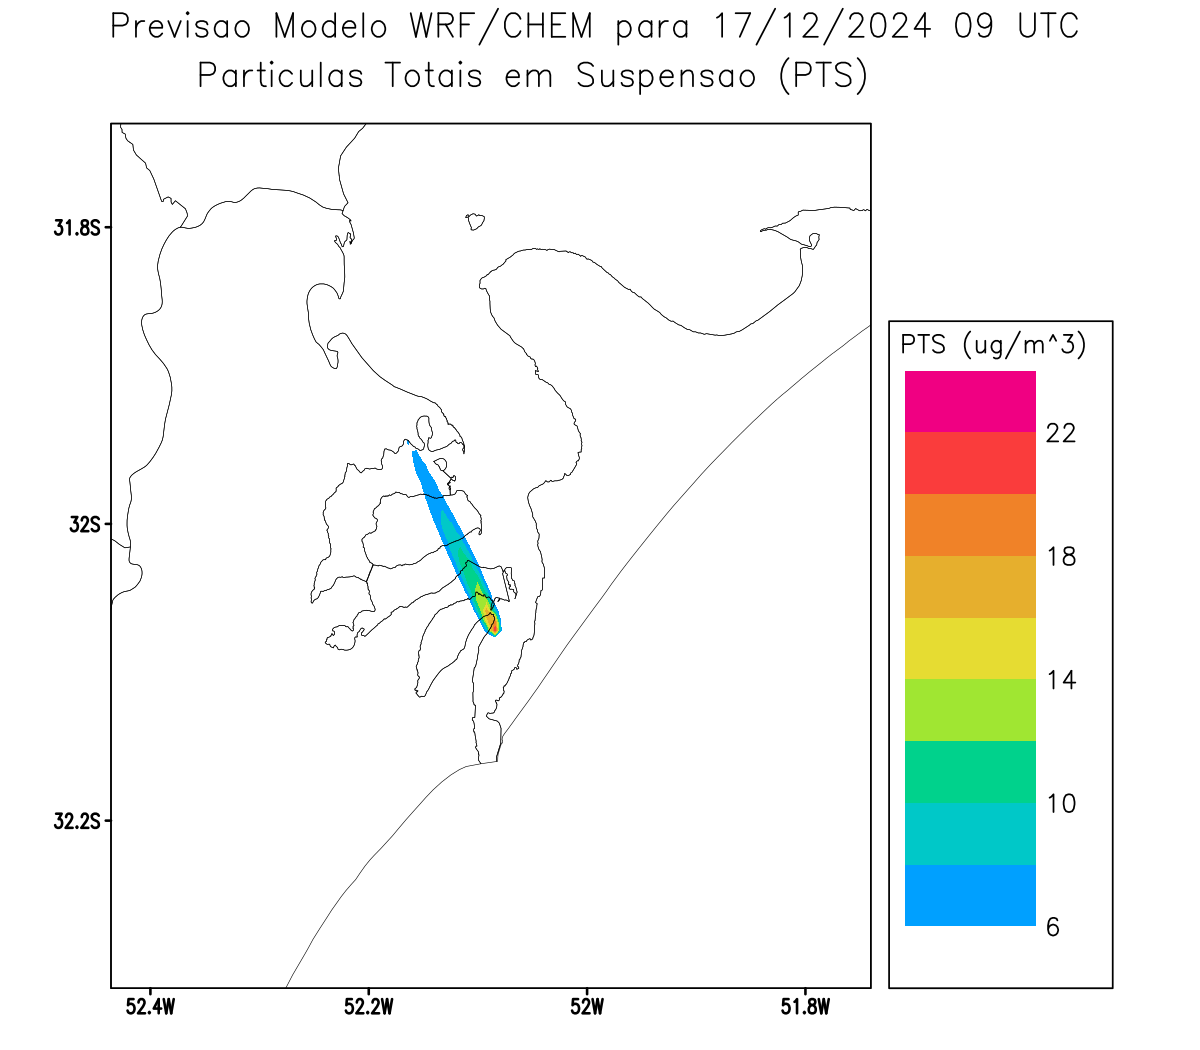 Previsao Modelo WRF/CHEM para 17/12/2024 09 UTC
Particulas Totais em Suspensao (PTS)
31.8S
32S
32.2S
52.4W
52.2W
52W
51.8W
PTS (ug/m^3)
22
18
14
10
6